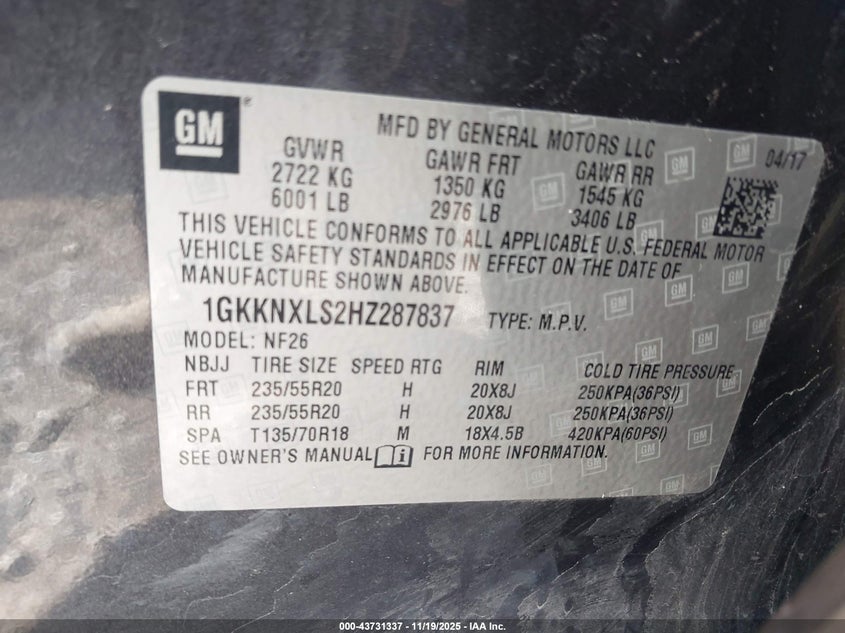 GM ®
MFD BY GENERAL MOTORS LLC
04/17
GVWR GAWR FRT GAWR RR
2722 KG 1350 KG 1545 KG
6001 LB 2976 LB 3406 LB
THIS VEHICLE CONFORMS TO ALL APPLICABLE U.S. FEDERAL MOTOR
VEHICLE SAFETY STANDARDS IN EFFECT ON THE DATE OF
MANUFACTURE SHOWN ABOVE.
1GKKNXLS2HZ287837 TYPE: M.P.V.
MODEL: NF26
NBJJ TIRE SIZE SPEED RTG RIM COLD TIRE PRESSURE
FRT 235/55R20 H 20X8J 250KPA(36PSI)
RR 235/55R20 H 20X8J 250KPA(36PSI)
SPA T135/70R18 M 18X4.5B 420KPA(60PSI)
SEE OWNER'S MANUAL FOR MORE INFORMATION.
000-43731337 - 11/19/2025 - IAA Inc.